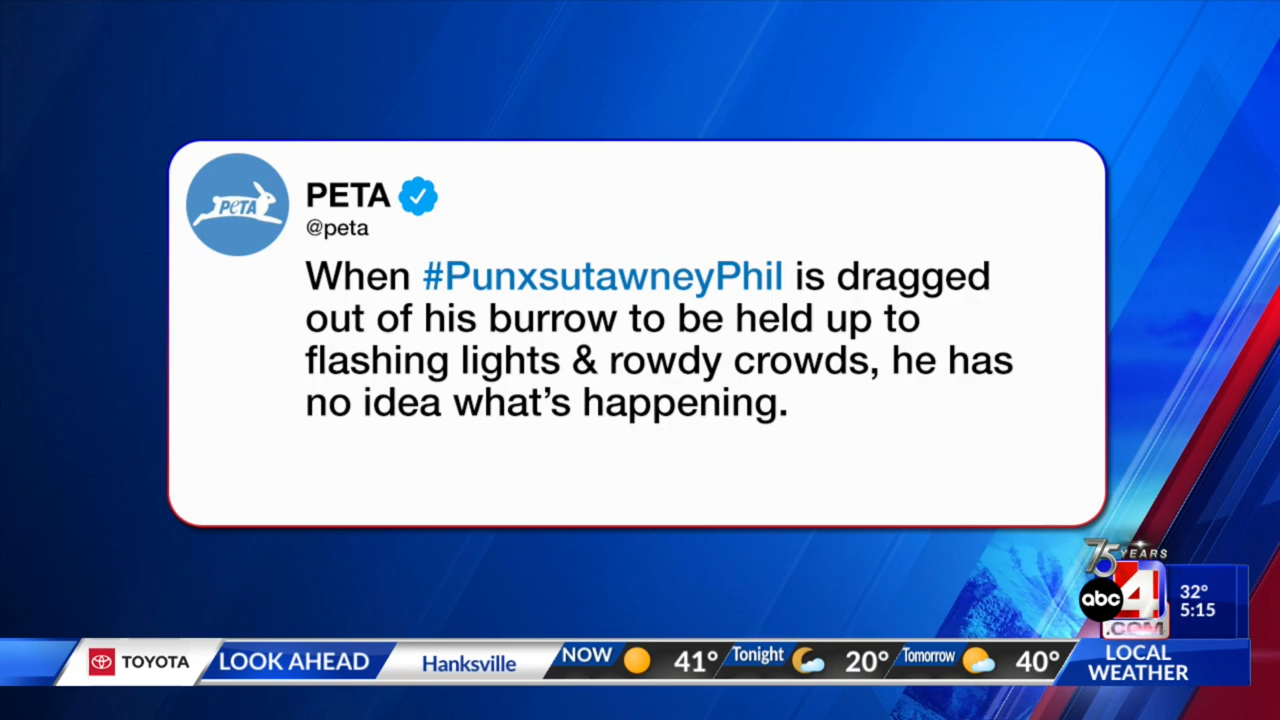 PETA
PETA
@peta
When #PunxsutawneyPhil is dragged
out of his burrow to be held up to
flashing lights & rowdy crowds, he has
no idea what’s happening.
75 YEARS
abc 4
.COM
32°
5:15
TOYOTA
LOOK AHEAD
Hanksville
NOW 41°
Tonight 20°
Tomorrow 40°
LOCAL
WEATHER